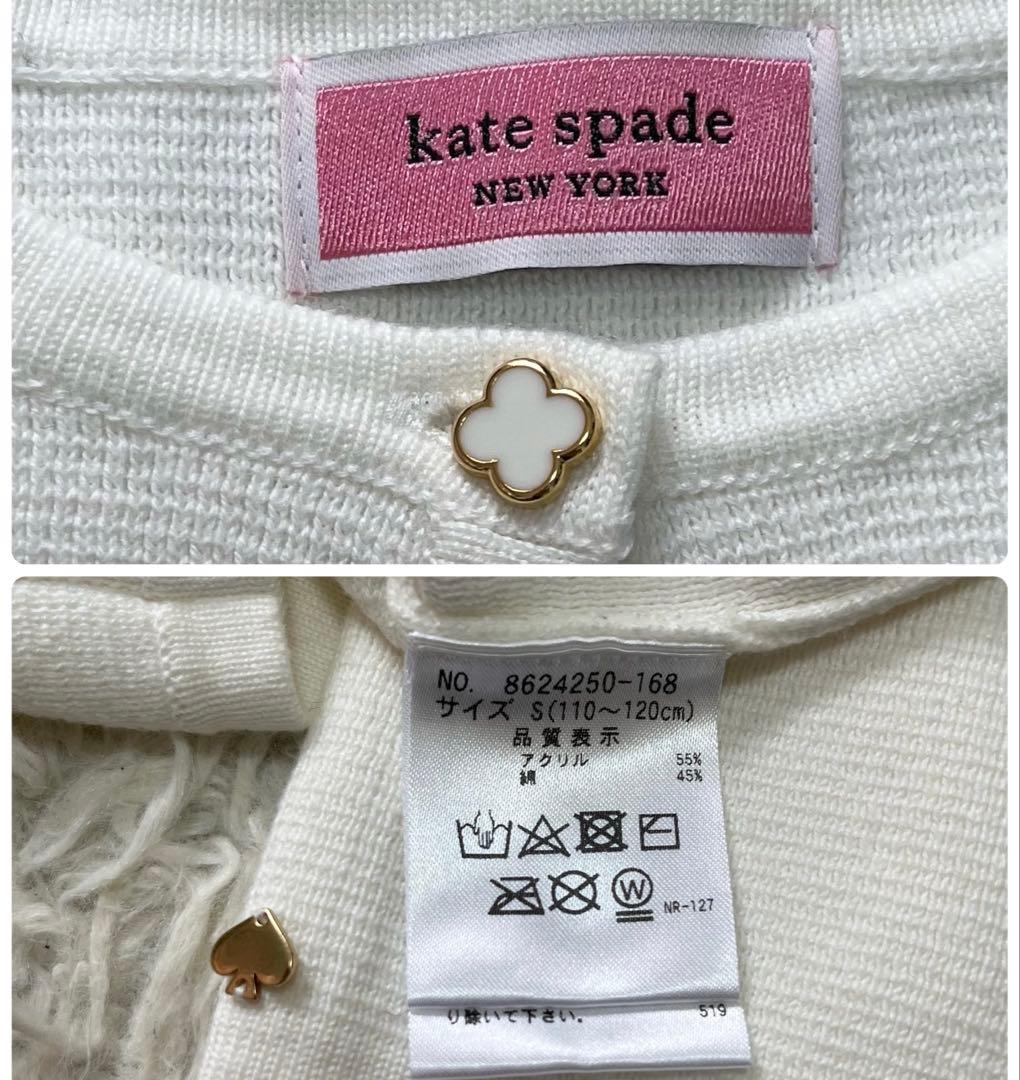 kate spade
NEW YORK
NO. 8624250-168
サイズ S(110～120cm)
品質表示
アクリル 55%
綿 45%
W
NR-127
り除いて下さい。 519